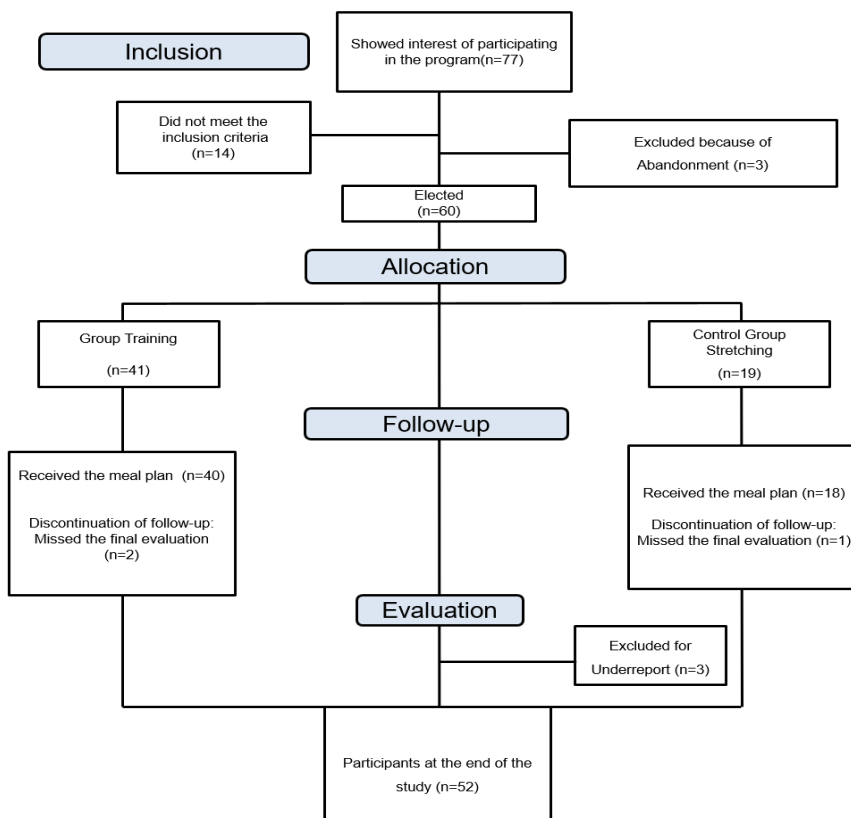 Inclusion
Showed interest of participating
in the program(n=77)
Did not meet the
inclusion criteria
(n=14)
Excluded because of
Abandonment (n=3)
Elected
(n=60)
Allocation
Group Training
(n=41)
Control Group
Stretching
(n=19)
Follow-up
Received the meal plan (n=40)
Discontinuation of follow-up:
Missed the final evaluation
(n=2)
Received the meal plan (n=18)
Discontinuation of follow-up:
Missed the final evaluation (n=1)
Evaluation
Excluded for
Underreport (n=3)
Participants at the end of the
study (n=52)